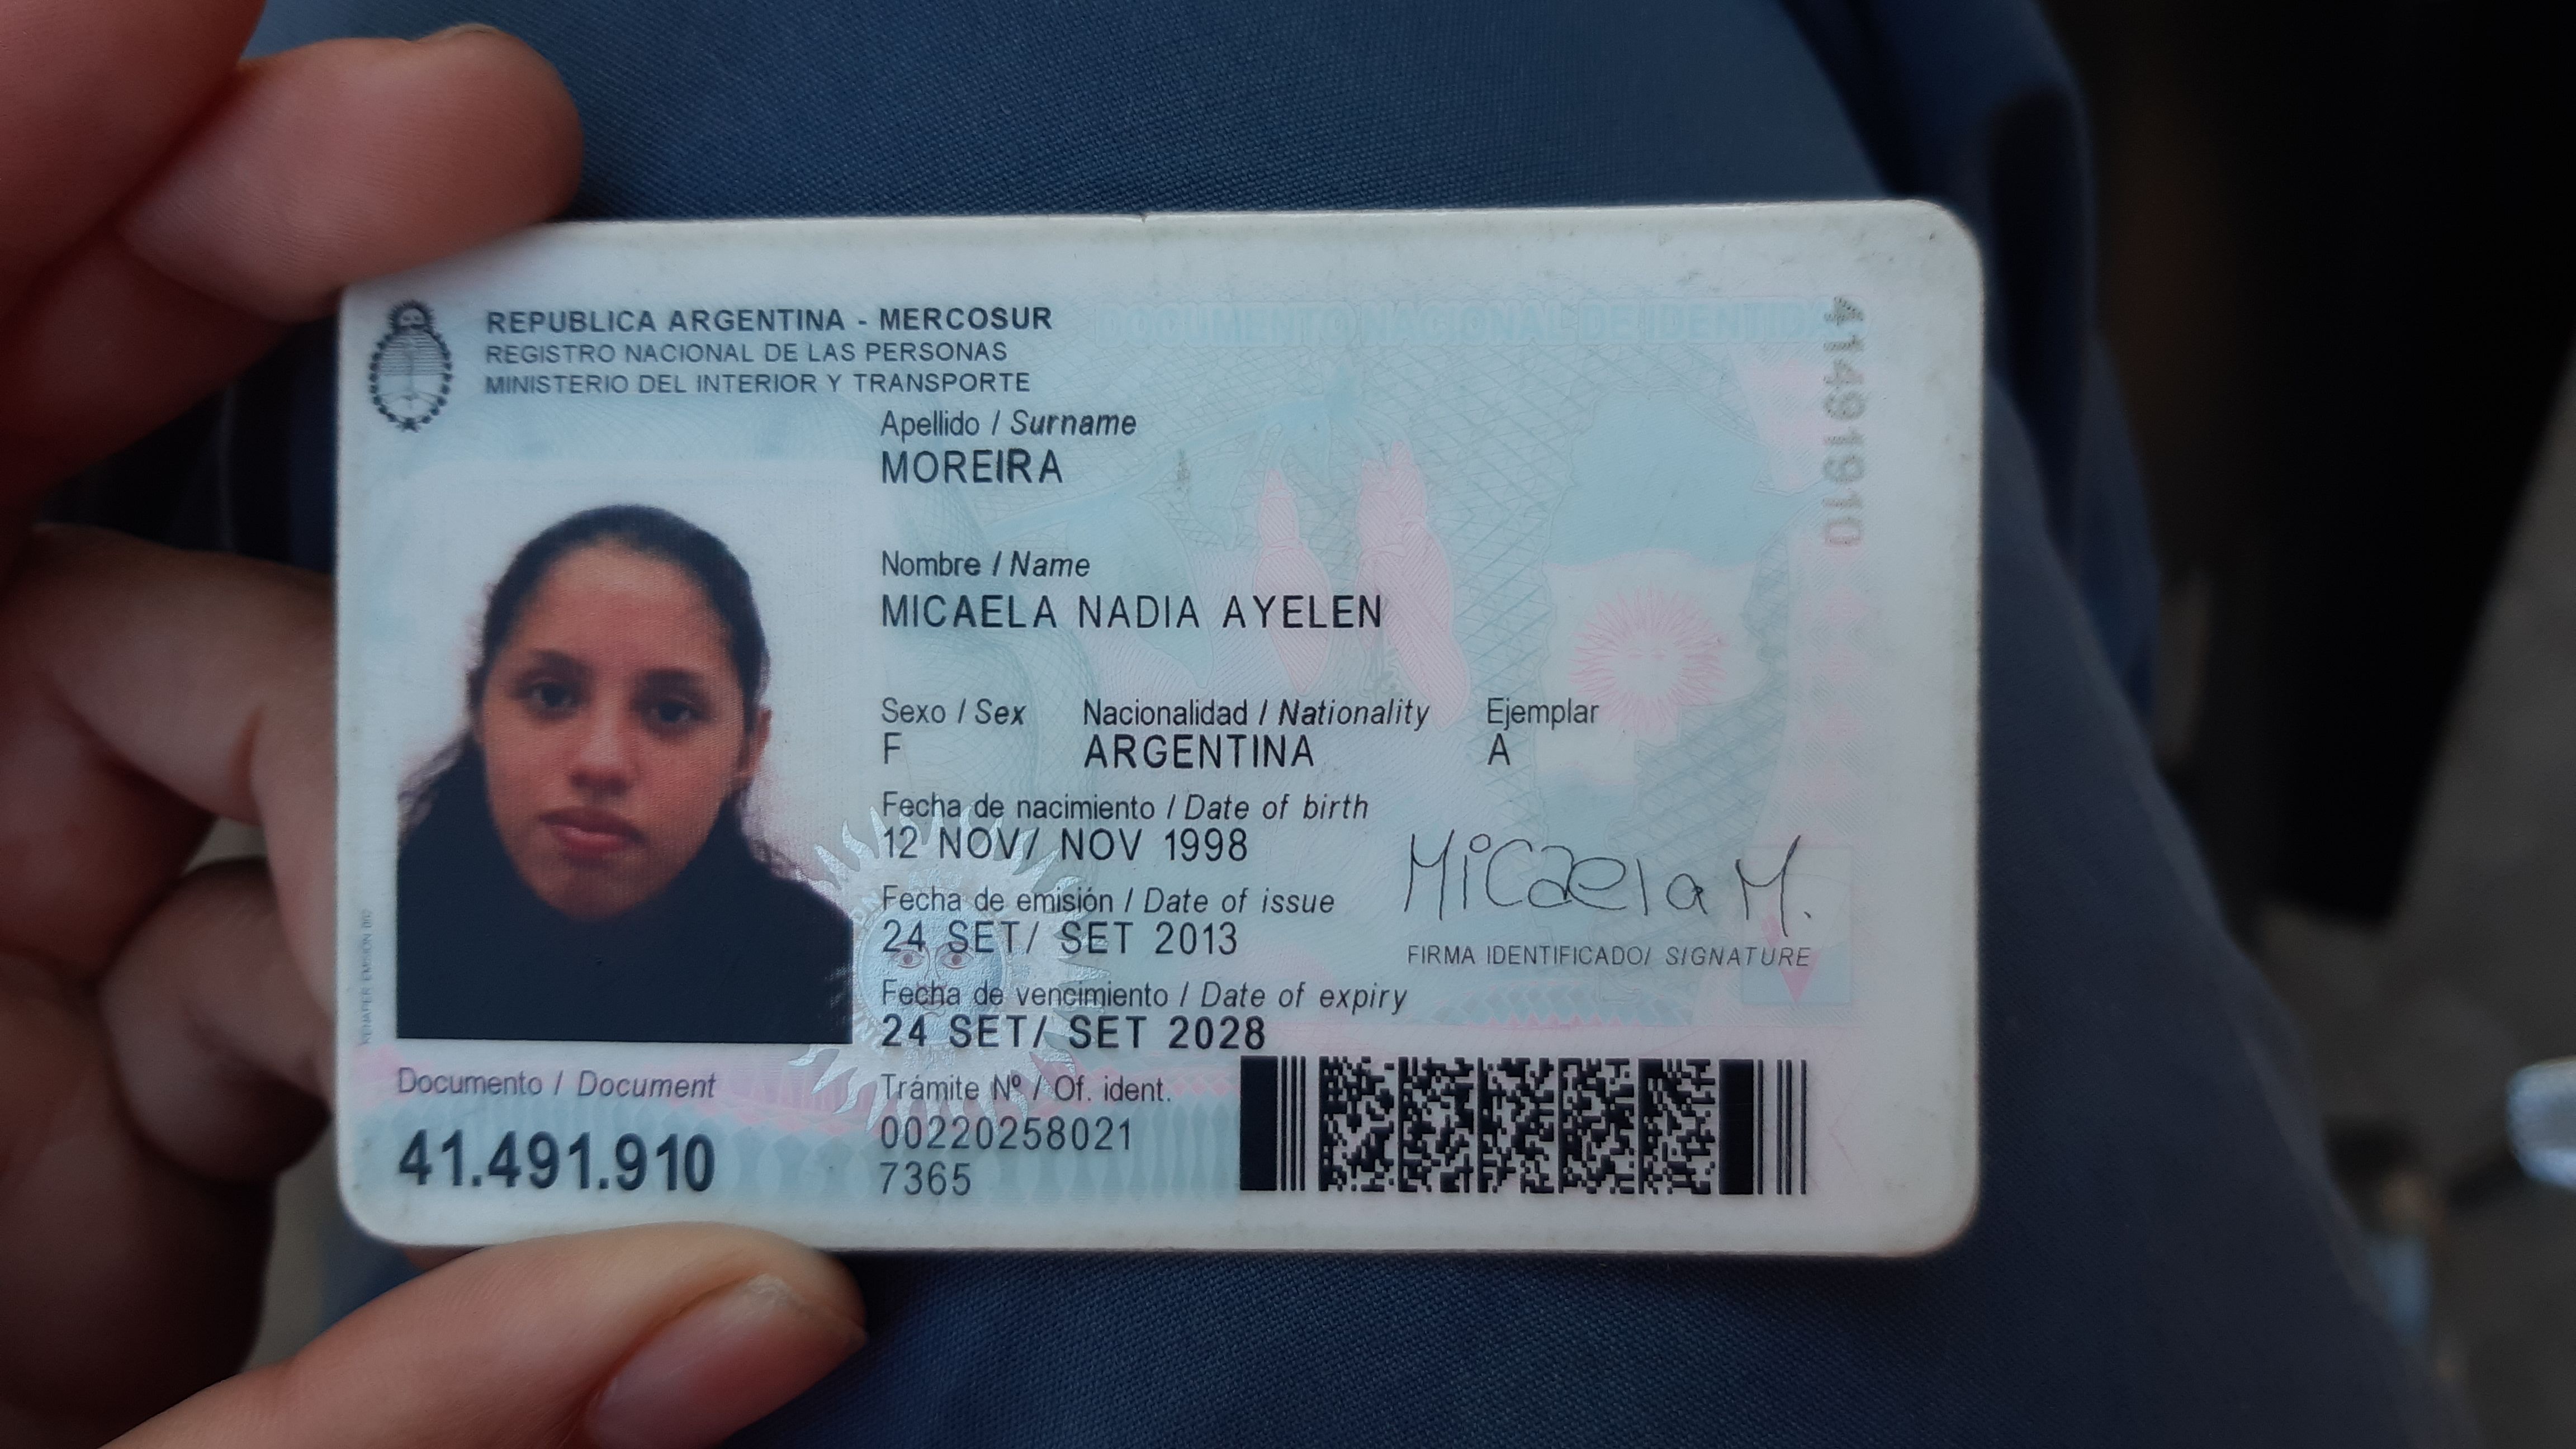 REPUBLICA ARGENTINA - MERCOSUR
REGISTRO NACIONAL DE LAS PERSONAS
MINISTERIO DEL INTERIOR Y TRANSPORTE
Apellido / Surname
MOREIRA
Nombre / Name
MICAELA NADIA AYELEN
Sexo / Sex Nacionalidad / Nationality Ejemplar
F ARGENTINA A
Fecha de nacimiento / Date of birth
12 NOV/ NOV 1998
Fecha de emisión / Date of issue
24 SET/ SET 2013
Fecha de vencimiento / Date of expiry
24 SET/ SET 2028
Micaela M.
FIRMA IDENTIFICADO/ SIGNATURE
RENAPER EMISION 002
Documento / Document
41.491.910
Trámite Nº / Of. ident.
00220258021
7365